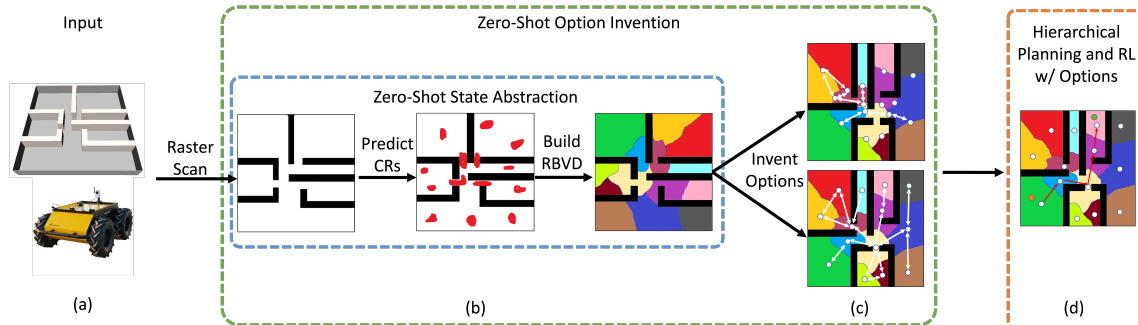 Input
Zero-Shot Option Invention
Hierarchical
Planning and RL
w/ Options
Zero-Shot State Abstraction
Raster
Scan
Predict
CRs
Build
RBVD
Invent
Options
(a)
(b)
(c)
(d)